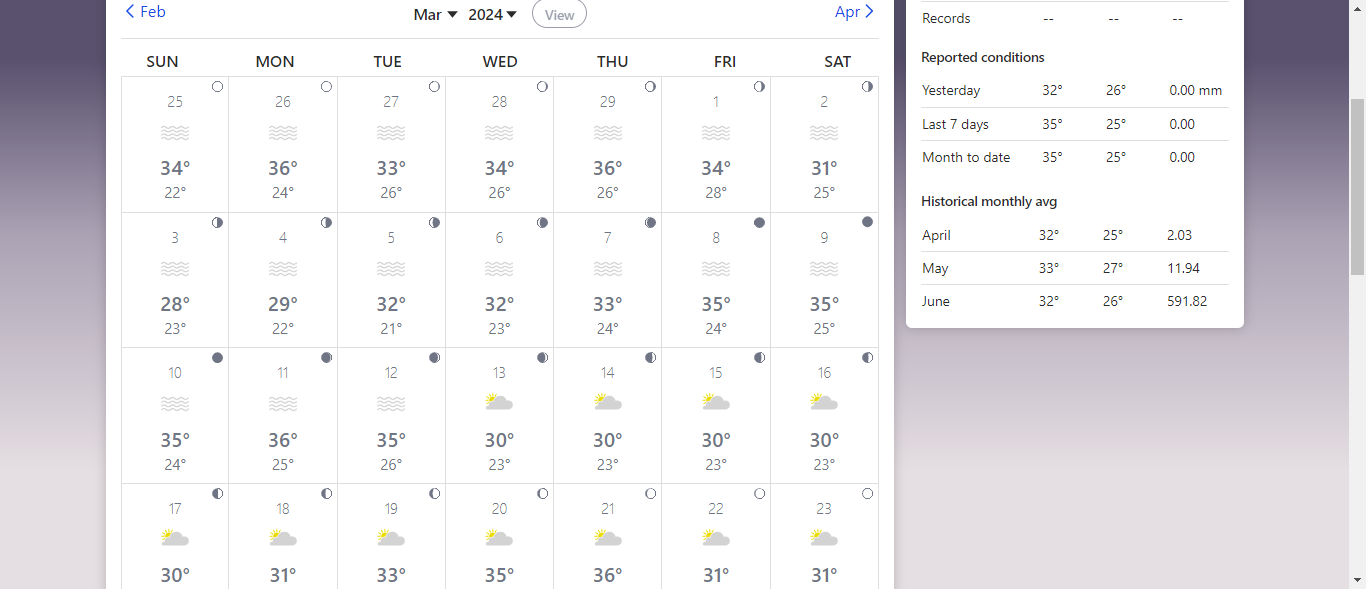 Feb
Mar 2024 View
Apr
SUN MON TUE WED THU FRI SAT
25 26 27 28 29 1 2
34° 36° 33° 34° 36° 34° 31°
22° 24° 26° 26° 26° 28° 25°
3 4 5 6 7 8 9
28° 29° 32° 32° 33° 35° 35°
23° 22° 21° 23° 24° 24° 25°
10 11 12 13 14 15 16
35° 36° 35° 30° 30° 30° 30°
24° 25° 26° 23° 23° 23° 23°
17 18 19 20 21 22 23
30° 31° 33° 35° 36° 31° 31°
Records -- -- --
Reported conditions
Yesterday 32° 26° 0.00 mm
Last 7 days 35° 25° 0.00
Month to date 35° 25° 0.00
Historical monthly avg
April 32° 25° 2.03
May 33° 27° 11.94
June 32° 26° 591.82